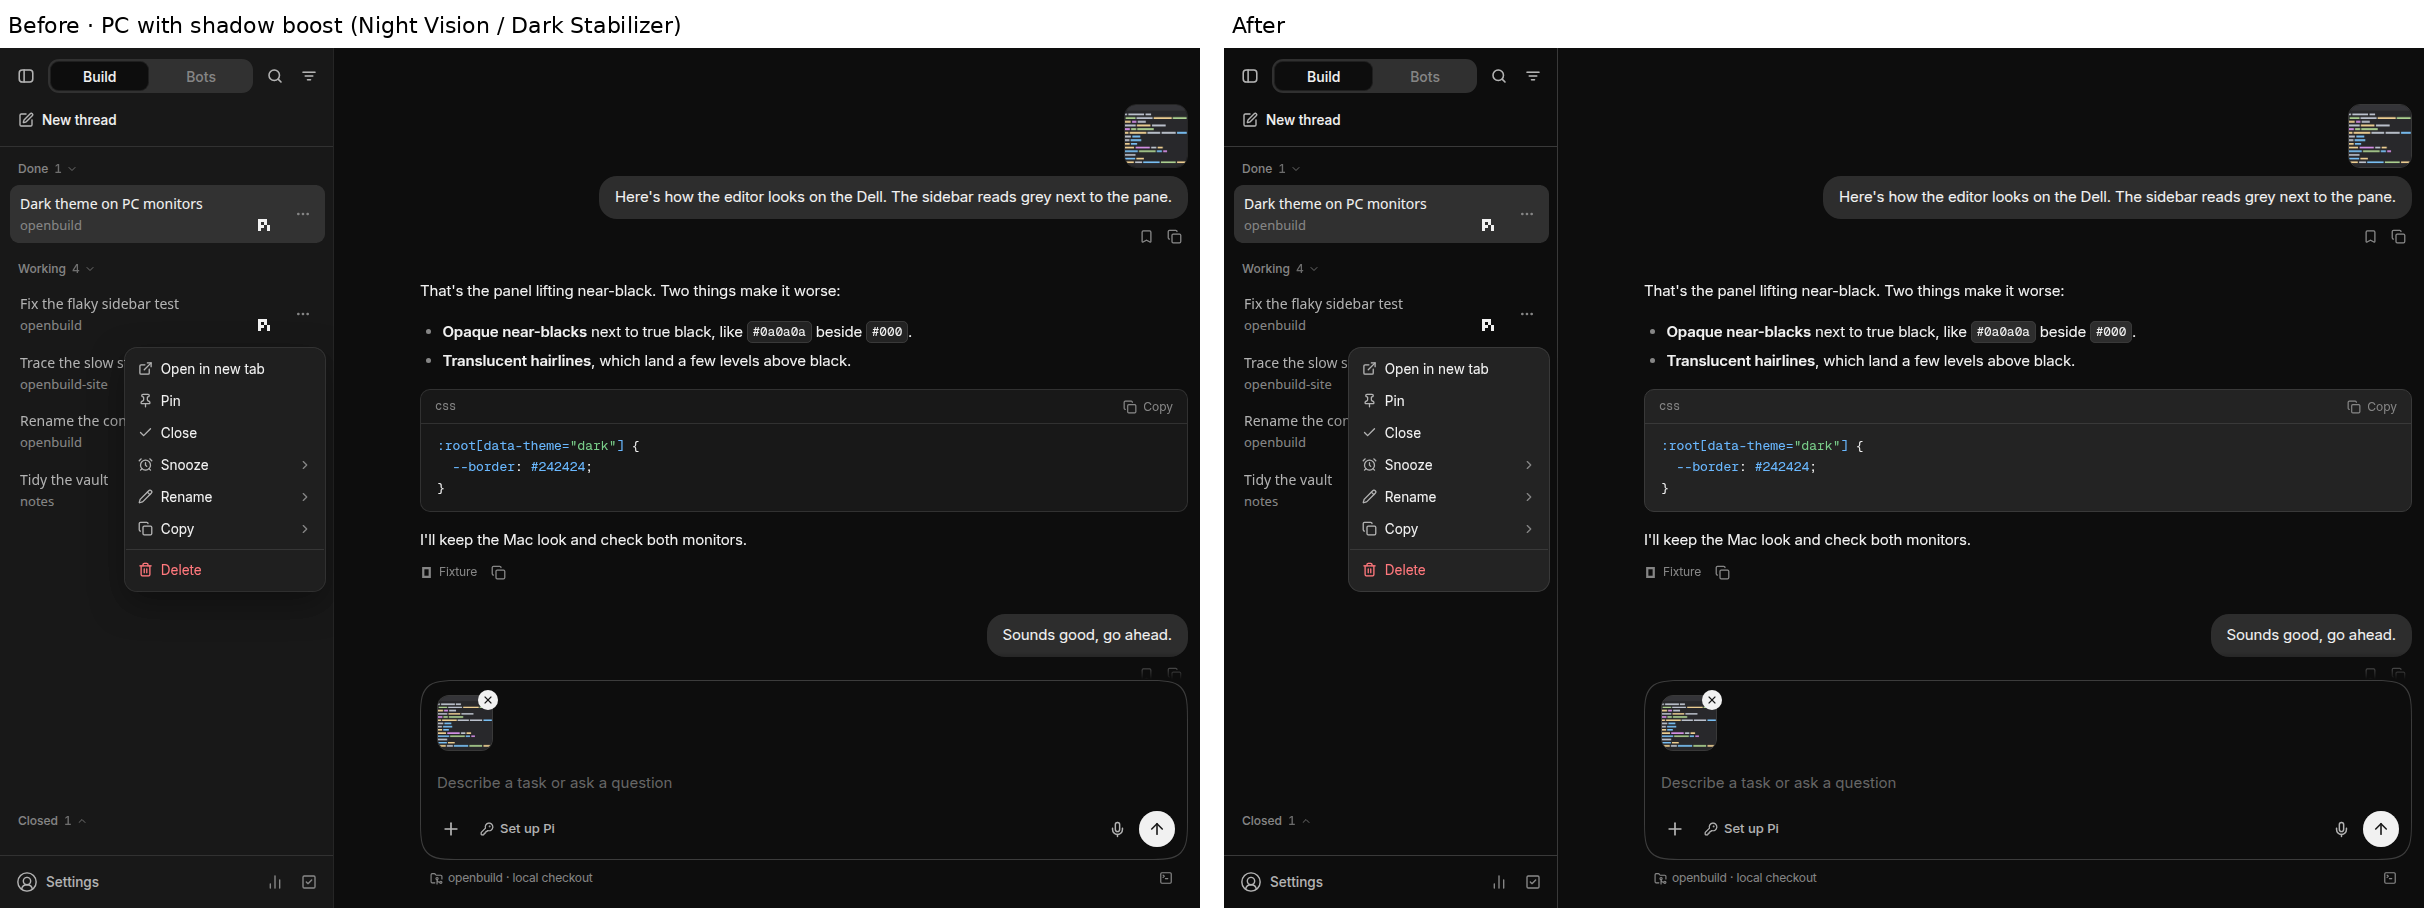 Before · PC with shadow boost (Night Vision / Dark Stabilizer)
Build
Bots
New thread
Done 1
Dark theme on PC monitors
openbuild
Working 4
Fix the flaky sidebar test
openbuild
Trace the slow s
openbuild-site
Rename the cor
openbuild
Tidy the vault
notes
Open in new tab
Pin
Close
Snooze
Rename
Copy
Delete
Closed 1
Settings
Here's how the editor looks on the Dell. The sidebar reads grey next to the pane.
That's the panel lifting near-black. Two things make it worse:
• Opaque near-blacks next to true black, like #0a0a0a beside #000.
• Translucent hairlines, which land a few levels above black.
css
Copy
:root[data-theme="dark"] {
--border: #242424;
}
I'll keep the Mac look and check both monitors.
Fixture
Sounds good, go ahead.
Describe a task or ask a question
Set up Pi
openbuild · local checkout
After
Build
Bots
New thread
Done 1
Dark theme on PC monitors
openbuild
Working 4
Fix the flaky sidebar test
openbuild
Trace the slow s
openbuild-site
Rename the cor
openbuild
Tidy the vault
notes
Open in new tab
Pin
Close
Snooze
Rename
Copy
Delete
Closed 1
Settings
Here's how the editor looks on the Dell. The sidebar reads grey next to the pane.
That's the panel lifting near-black. Two things make it worse:
• Opaque near-blacks next to true black, like #0a0a0a beside #000.
• Translucent hairlines, which land a few levels above black.
css
Copy
:root[data-theme="dark"] {
--border: #242424;
}
I'll keep the Mac look and check both monitors.
Fixture
Sounds good, go ahead.
Describe a task or ask a question
Set up Pi
openbuild · local checkout